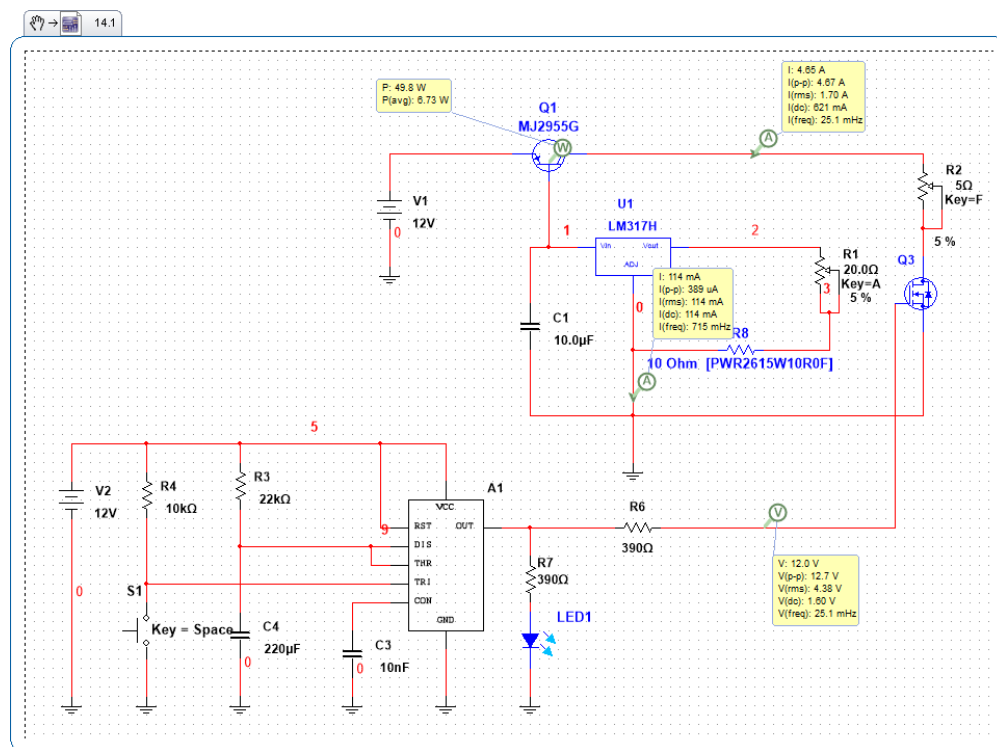 14.1
P: 49.8 W
P(avg): 6.73 W
I: 4.65 A
I(p-p): 4.67 A
I(rms): 1.70 A
I(dc): 621 mA
I(freq): 25.1 mHz
Q1
MJ2955G
W
A
V1
12V
0
R2
5Ω
Key=F
5 %
U1
LM317H
1
Vin
Vout
ADJ
2
R1
20.0Ω
Key=A
5 %
3
Q3
0
I: 114 mA
I(p-p): 389 uA
I(rms): 114 mA
I(dc): 114 mA
I(freq): 715 mHz
C1
10.0µF
R8
10 Ohm [PWR2615W10R0F]
A
5
V2
12V
0
R4
10kΩ
R3
22kΩ
A1
9
VCC
RST
OUT
DIS
THR
TRI
CON
GND
R6
390Ω
V
V: 12.0 V
V(p-p): 12.7 V
V(rms): 4.38 V
V(dc): 1.60 V
V(freq): 25.1 mHz
R7
390Ω
LED1
S1
Key = Space
C4
220µF
0
C3
10nF
0